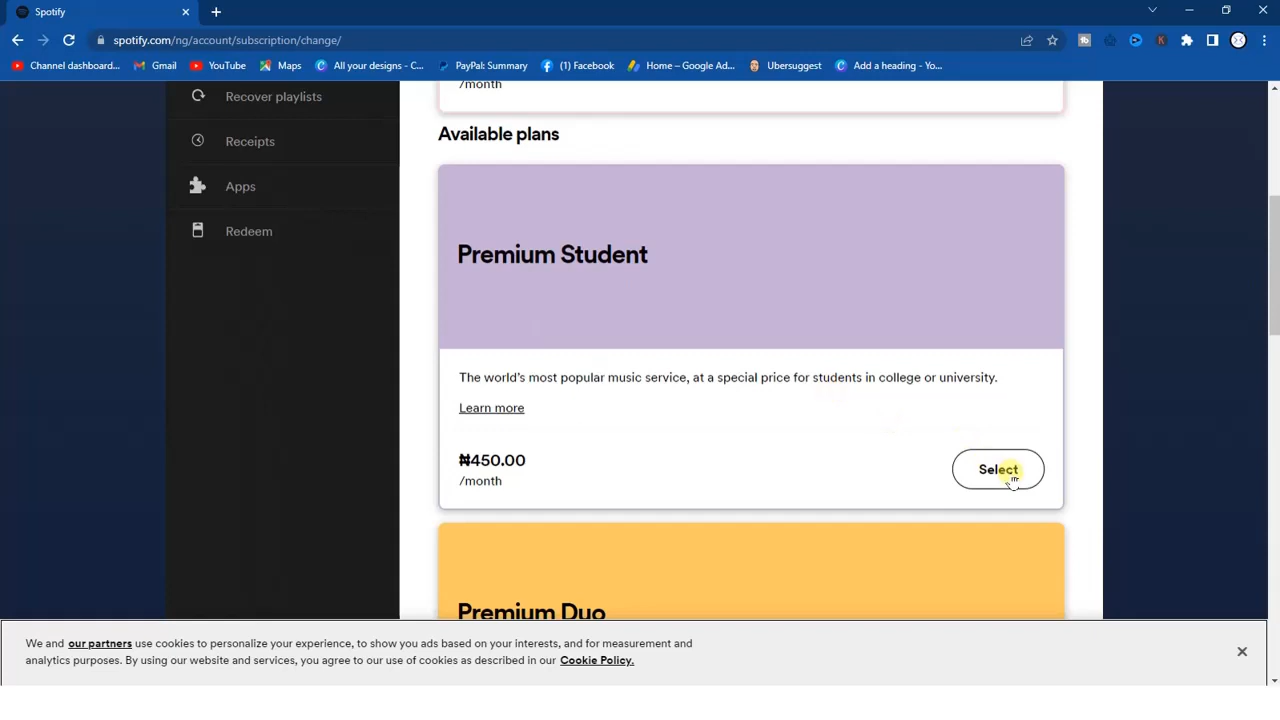 Spotify
spotify.com/ng/account/subscription/change/
Channel dashboard...
Gmail
YouTube
Maps
All your designs - C...
PayPal: Summary
(1) Facebook
Home – Google Ad...
Ubersuggest
Add a heading - Yo...
/month
Recover playlists
Receipts
Apps
Redeem
Available plans
Premium Student
The world's most popular music service, at a special price for students in college or university.
Learn more
₦450.00
/month
Select
Premium Duo
We and our partners use cookies to personalize your experience, to show you ads based on your interests, and for measurement and
analytics purposes. By using our website and services, you agree to our use of cookies as described in our Cookie Policy.